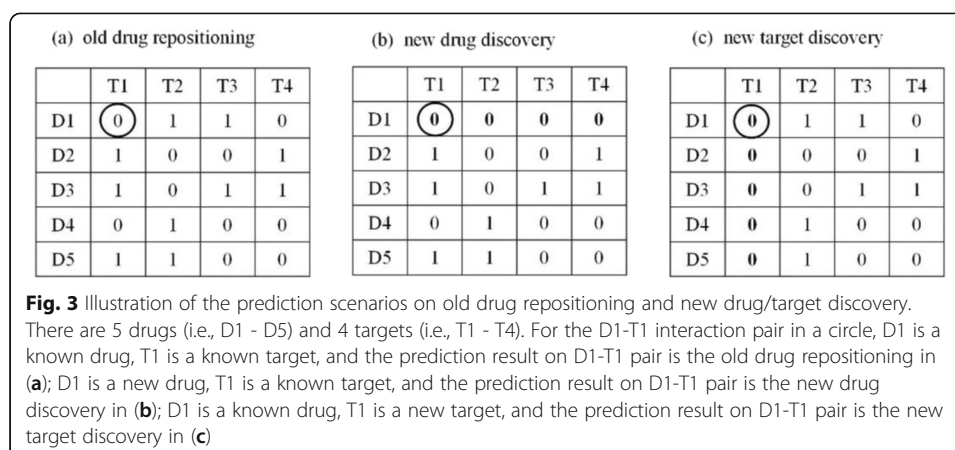 (a) old drug repositioning
T1 T2 T3 T4
D1 0 1 1 0
D2 1 0 0 1
D3 1 0 1 1
D4 0 1 0 0
D5 1 1 0 0
(b) new drug discovery
T1 T2 T3 T4
D1 0 0 0 0
D2 1 0 0 1
D3 1 0 1 1
D4 0 1 0 0
D5 1 1 0 0
(c) new target discovery
T1 T2 T3 T4
D1 0 1 1 0
D2 0 0 0 1
D3 0 0 1 1
D4 0 1 0 0
D5 0 1 0 0
Fig. 3 Illustration of the prediction scenarios on old drug repositioning and new drug/target discovery.
There are 5 drugs (i.e., D1 - D5) and 4 targets (i.e., T1 - T4). For the D1-T1 interaction pair in a circle, D1 is a
known drug, T1 is a known target, and the prediction result on D1-T1 pair is the old drug repositioning in
(a); D1 is a new drug, T1 is a known target, and the prediction result on D1-T1 pair is the new drug
discovery in (b); D1 is a known drug, T1 is a new target, and the prediction result on D1-T1 pair is the new
target discovery in (c)